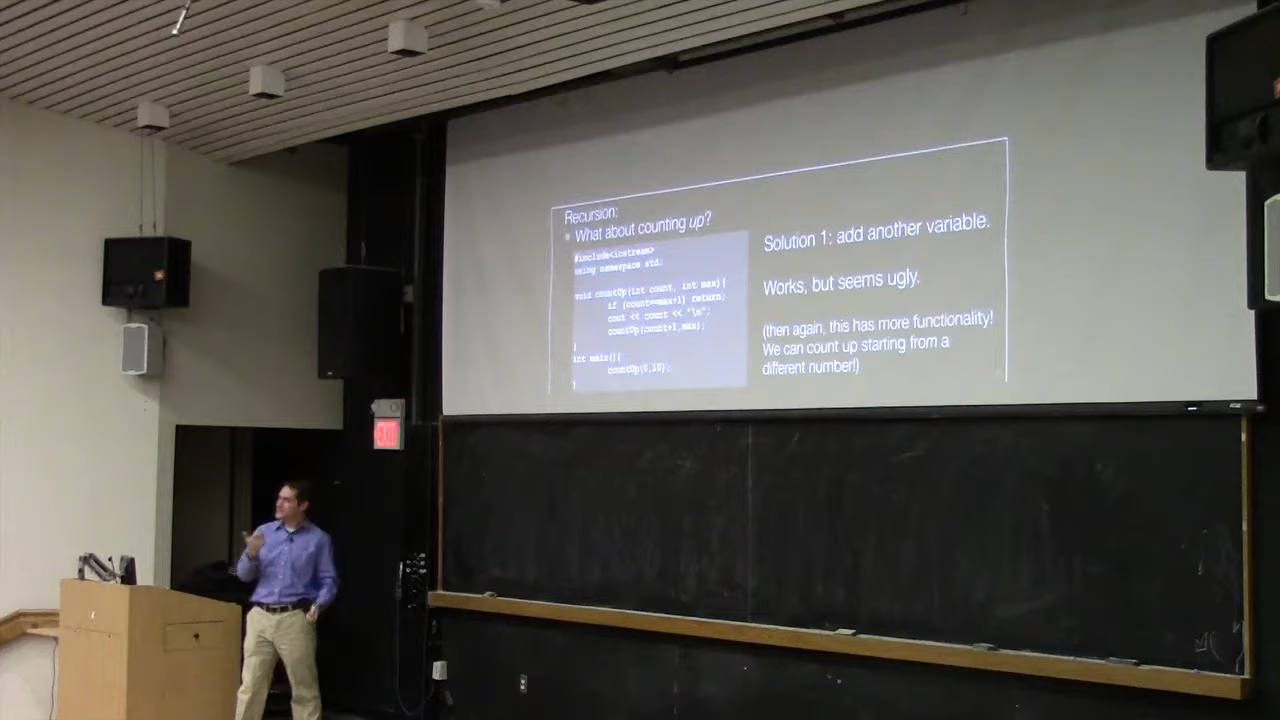 Recursion:
What about counting up?
#include<iostream>
using namespace std;
void countUp(int count, int max){
if (count==max+1) return;
cout << count << "\n";
countUp(count+1,max);
}
int main(){
countUp(0,10);
}
Solution 1: add another variable.
Works, but seems ugly.
(then again, this has more functionality!
We can count up starting from a
different number!)
EXIT